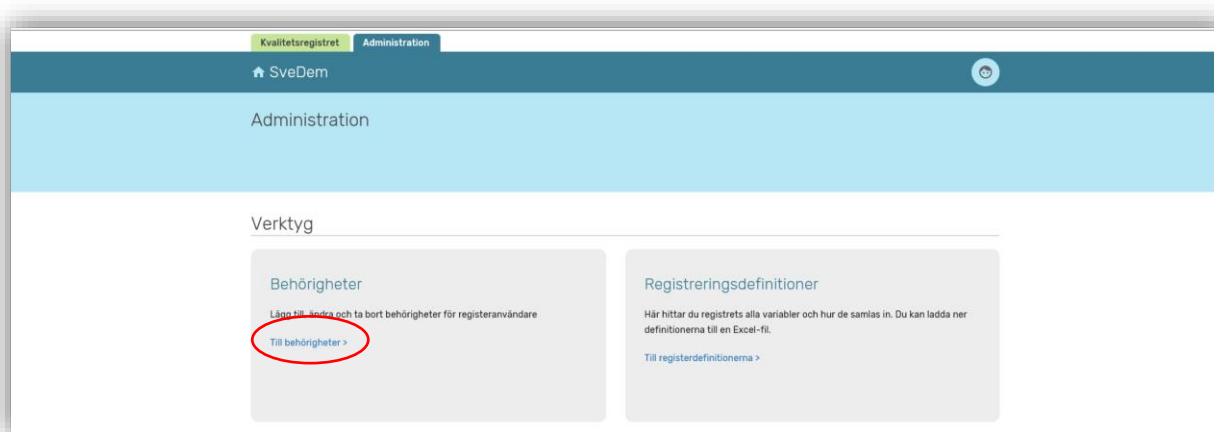 Kvalitetsregistret Administration
SveDem
Administration
Verktyg
Behörigheter
Lägg till, ändra och ta bort behörigheter för registeranvändare
Till behörigheter >
Registreringsdefinitioner
Här hittar du registrets alla variabler och hur de samlas in. Du kan ladda ner
definitionerna till en Excel-fil.
Till registerdefinitionerna >